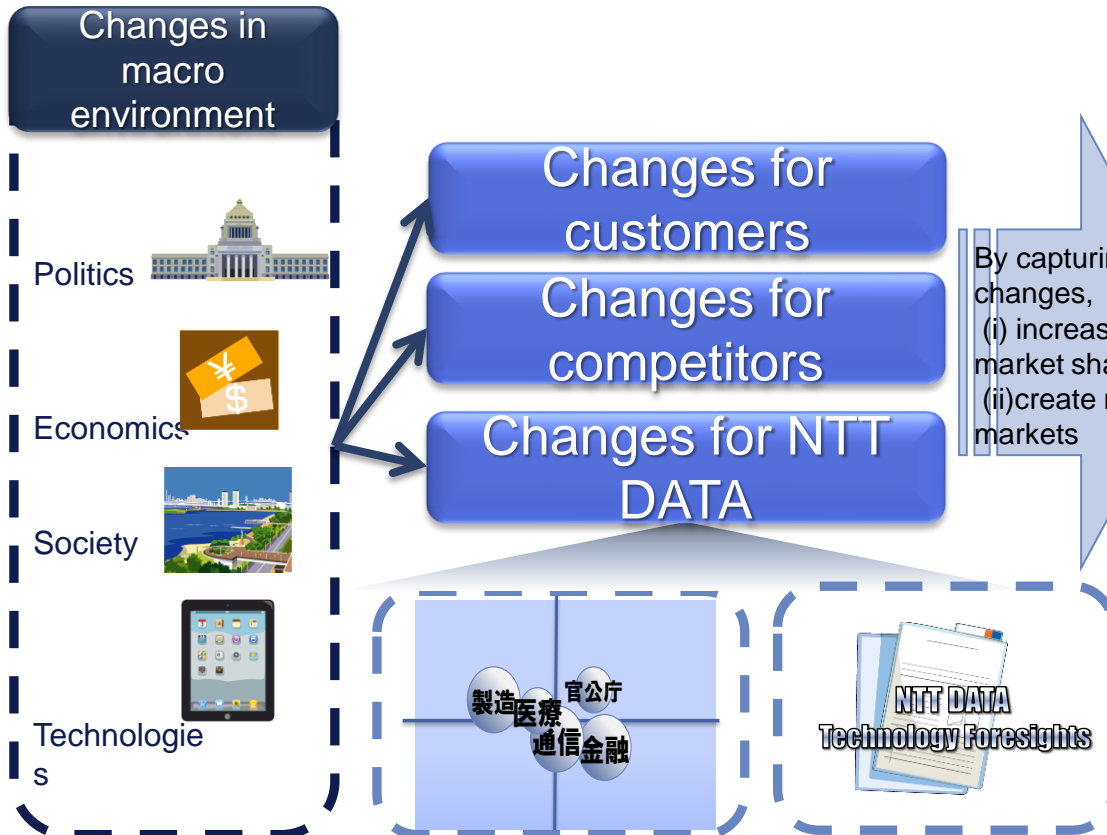 Changes in
macro
environment
Politics
Economics
Society
Technologie
s
Changes for
customers
Changes for
competitors
Changes for NTT
DATA
By capturin
changes,
(i) increas
market sha
(ii)create
markets
¥
$
製造
医療
官公庁
通信
金融
NTT DATA
Technology Foresights